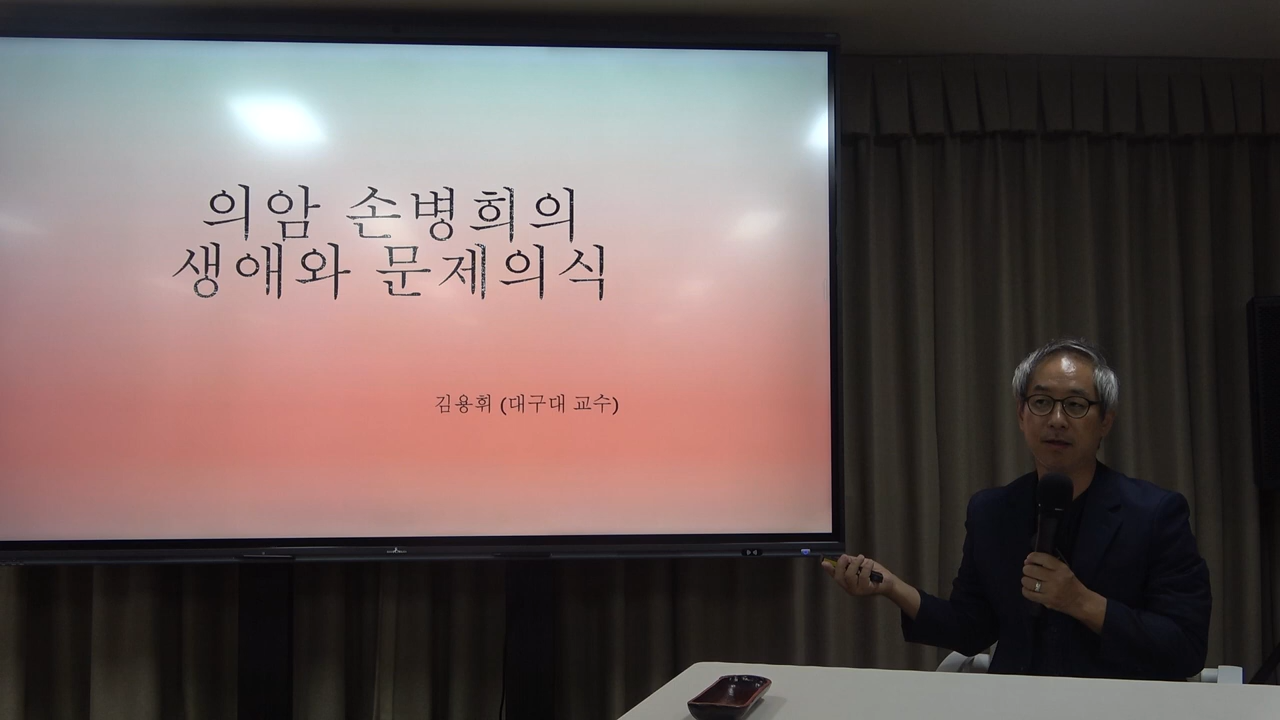 의암 손병희의
생애와 문제의식
김용휘 (대구대 교수)